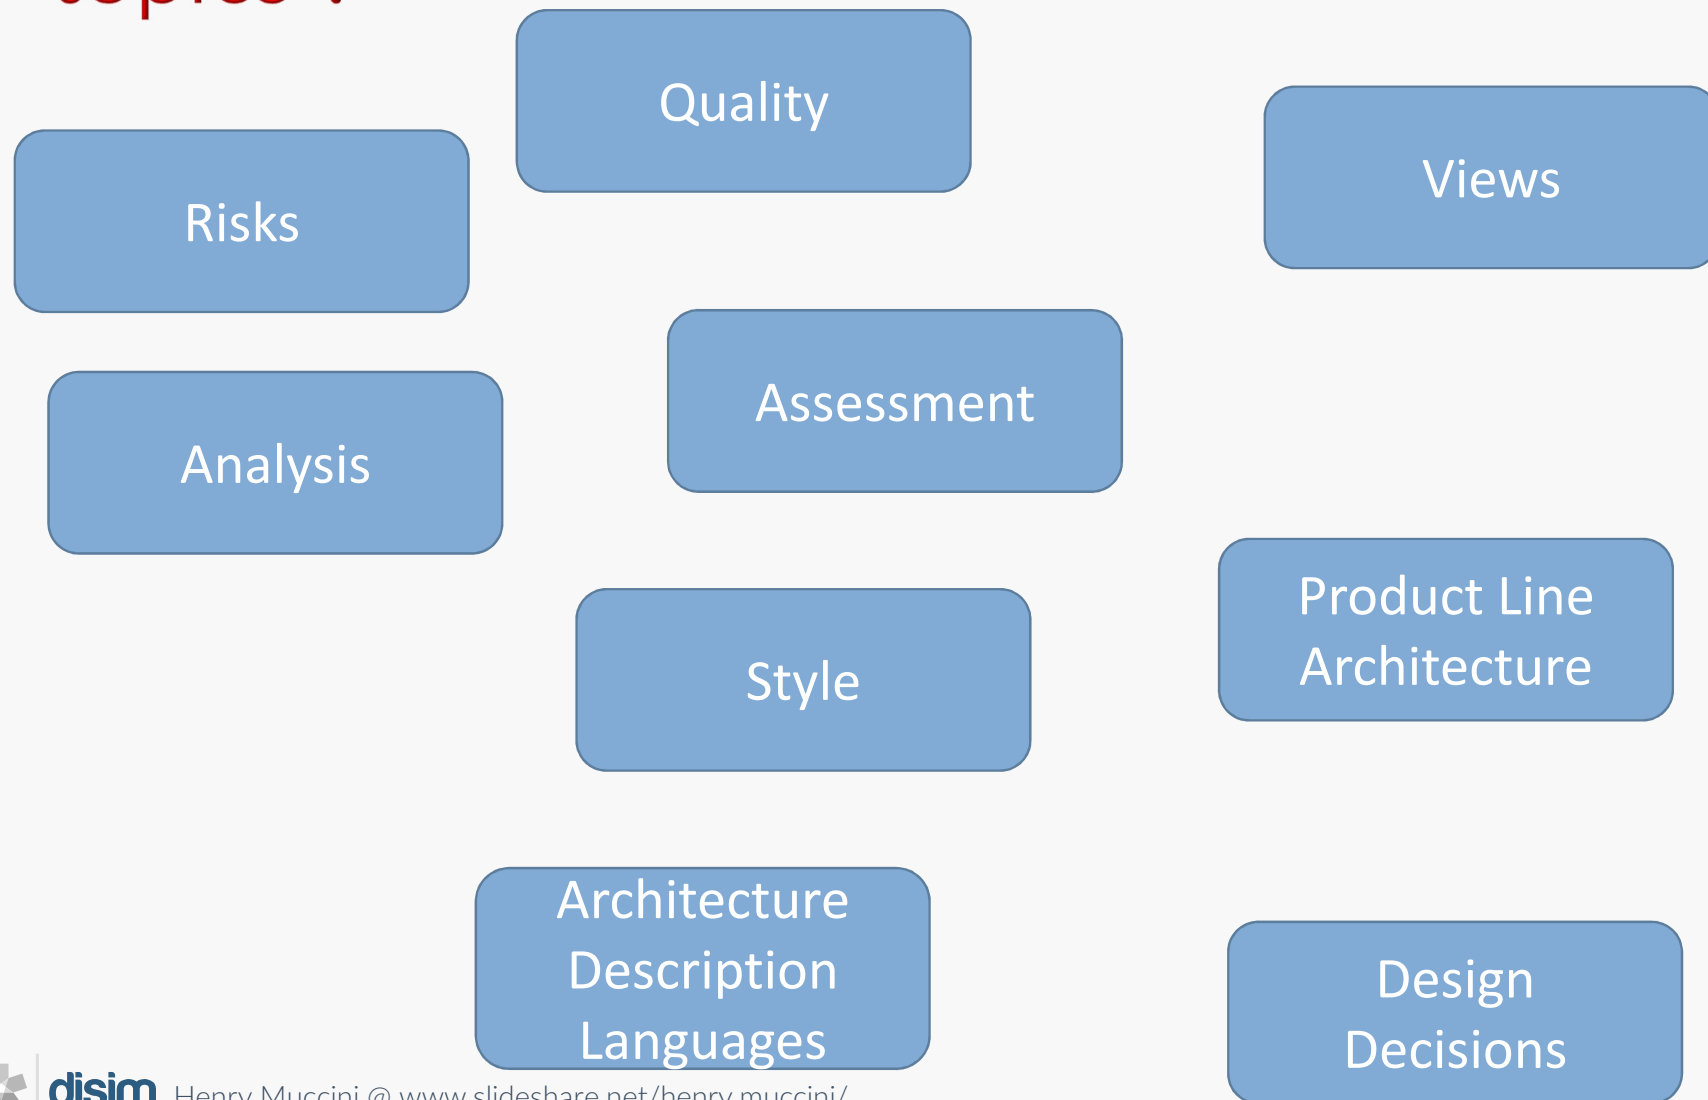 topics ?
Quality
Views
Risks
Assessment
Analysis
Product Line
Architecture
Style
Architecture
Description
Languages
Design
Decisions
disim
Henry Muccini @ www.slideshare.net/henry.muccini/